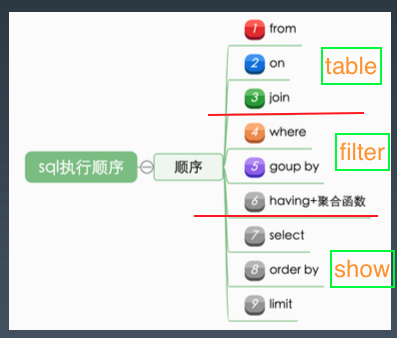 1 from
2 on
table
3 join
4 where
filter
sql执行顺序
顺序
5 goup by
6 having+聚合函数
7 select
8 order by
show
9 limit